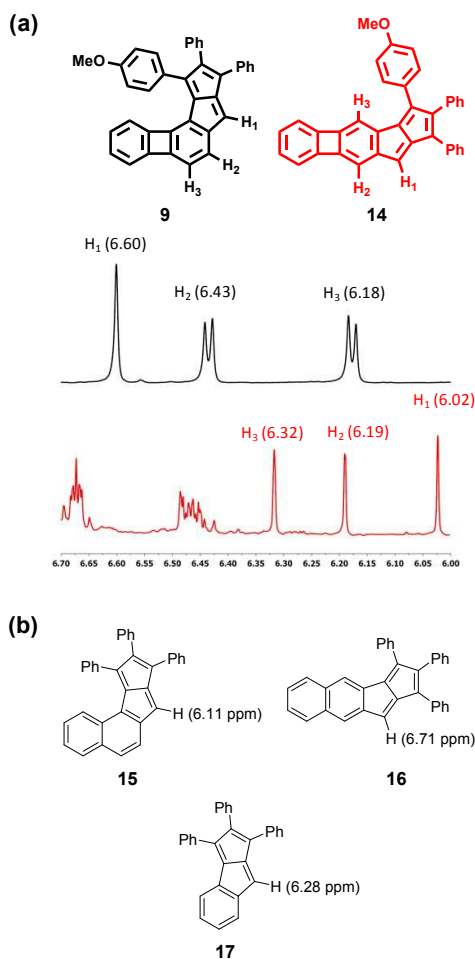 (a)
Ph
MeO
Ph
H1
H2
H3
9
MeO
H3
Ph
Ph
H2
H1
14
H1 (6.60)
H2 (6.43)
H3 (6.18)
H1 (6.02)
H3 (6.32)
H2 (6.19)
6.70 6.65 6.60 6.55 6.50 6.45 6.40 6.35 6.30 6.25 6.20 6.15 6.10 6.05 6.00
(b)
Ph
Ph
Ph
H (6.11 ppm)
15
Ph
Ph
Ph
H (6.71 ppm)
16
Ph
Ph
Ph
H (6.28 ppm)
17